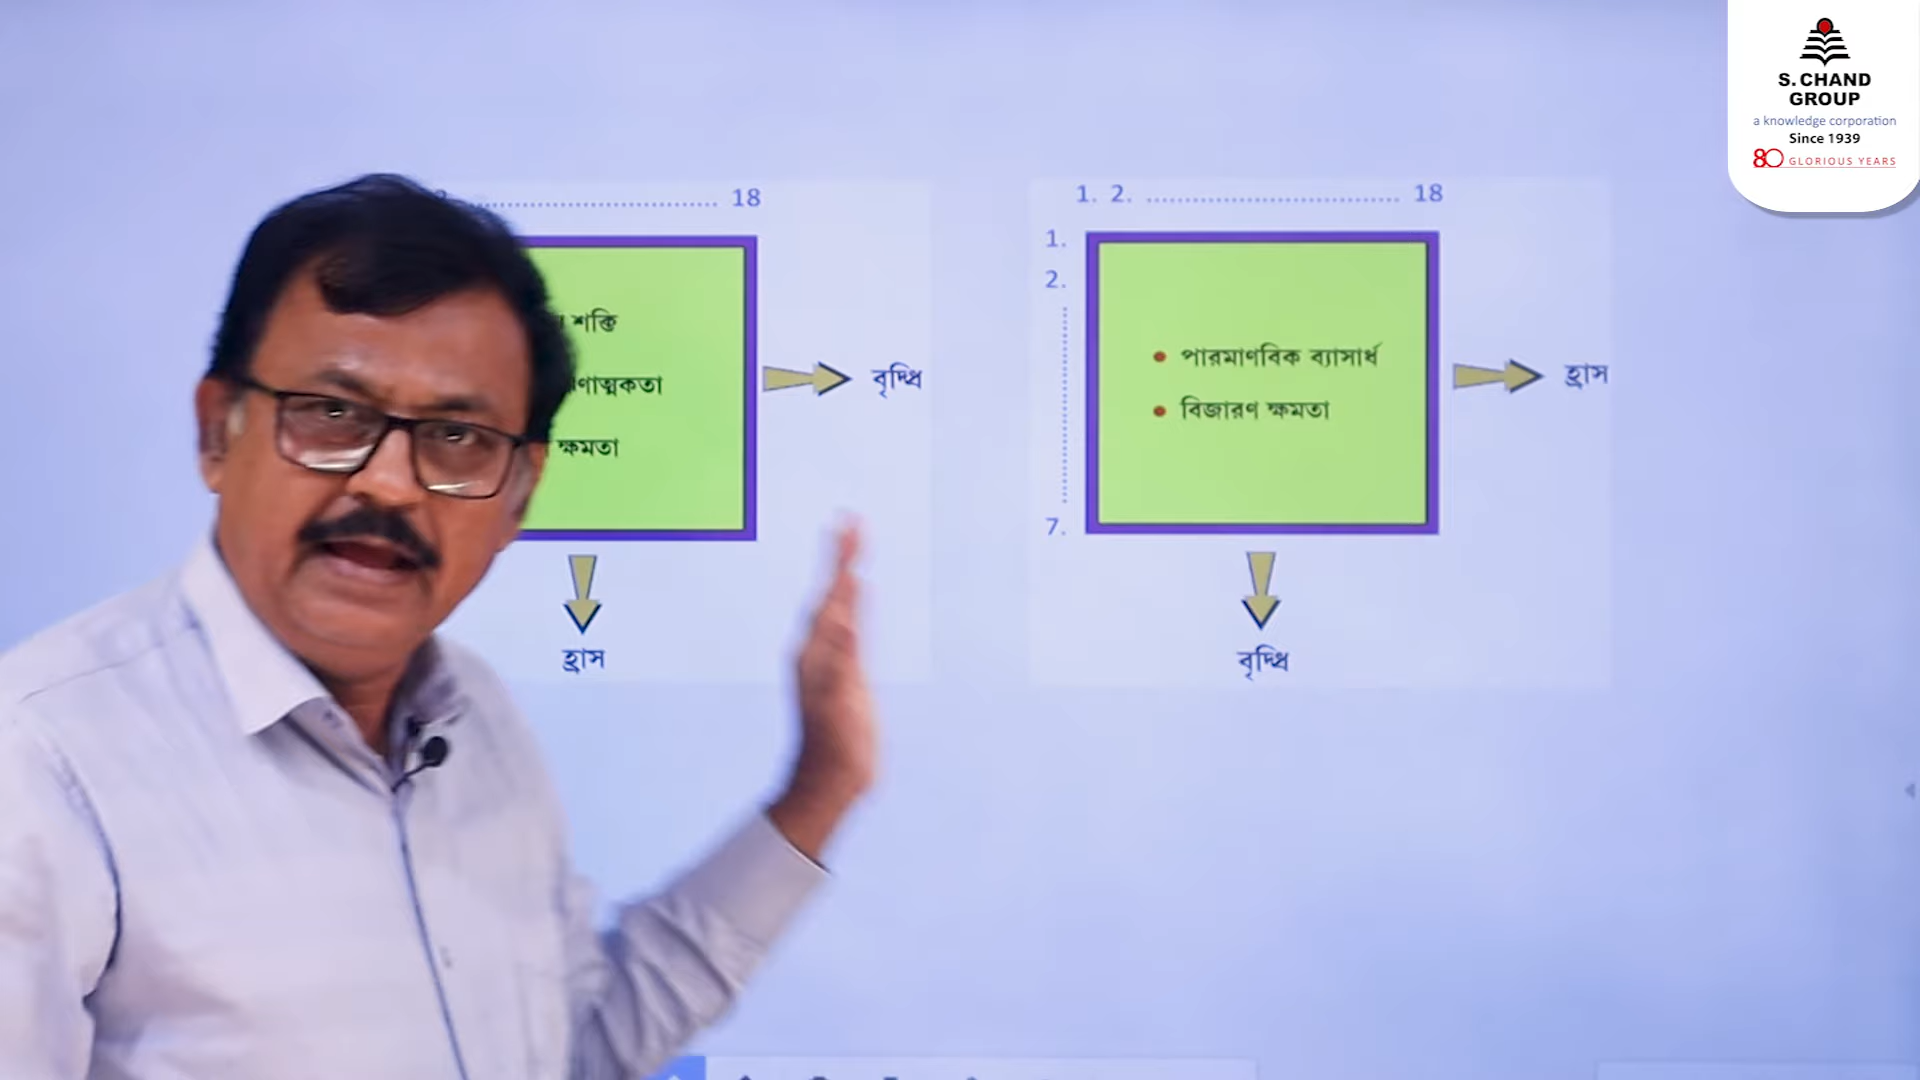 S. CHAND
GROUP
a knowledge corporation
Since 1939
80 GLORIOUS YEARS
18
শক্তি
ক্ষমতা
বৃদ্ধি
হ্রাস
1. 2. 18
1.
2.
7.
• পারমাণবিক ব্যাসার্ধ
• বিজারণ ক্ষমতা
হ্রাস
বৃদ্ধি